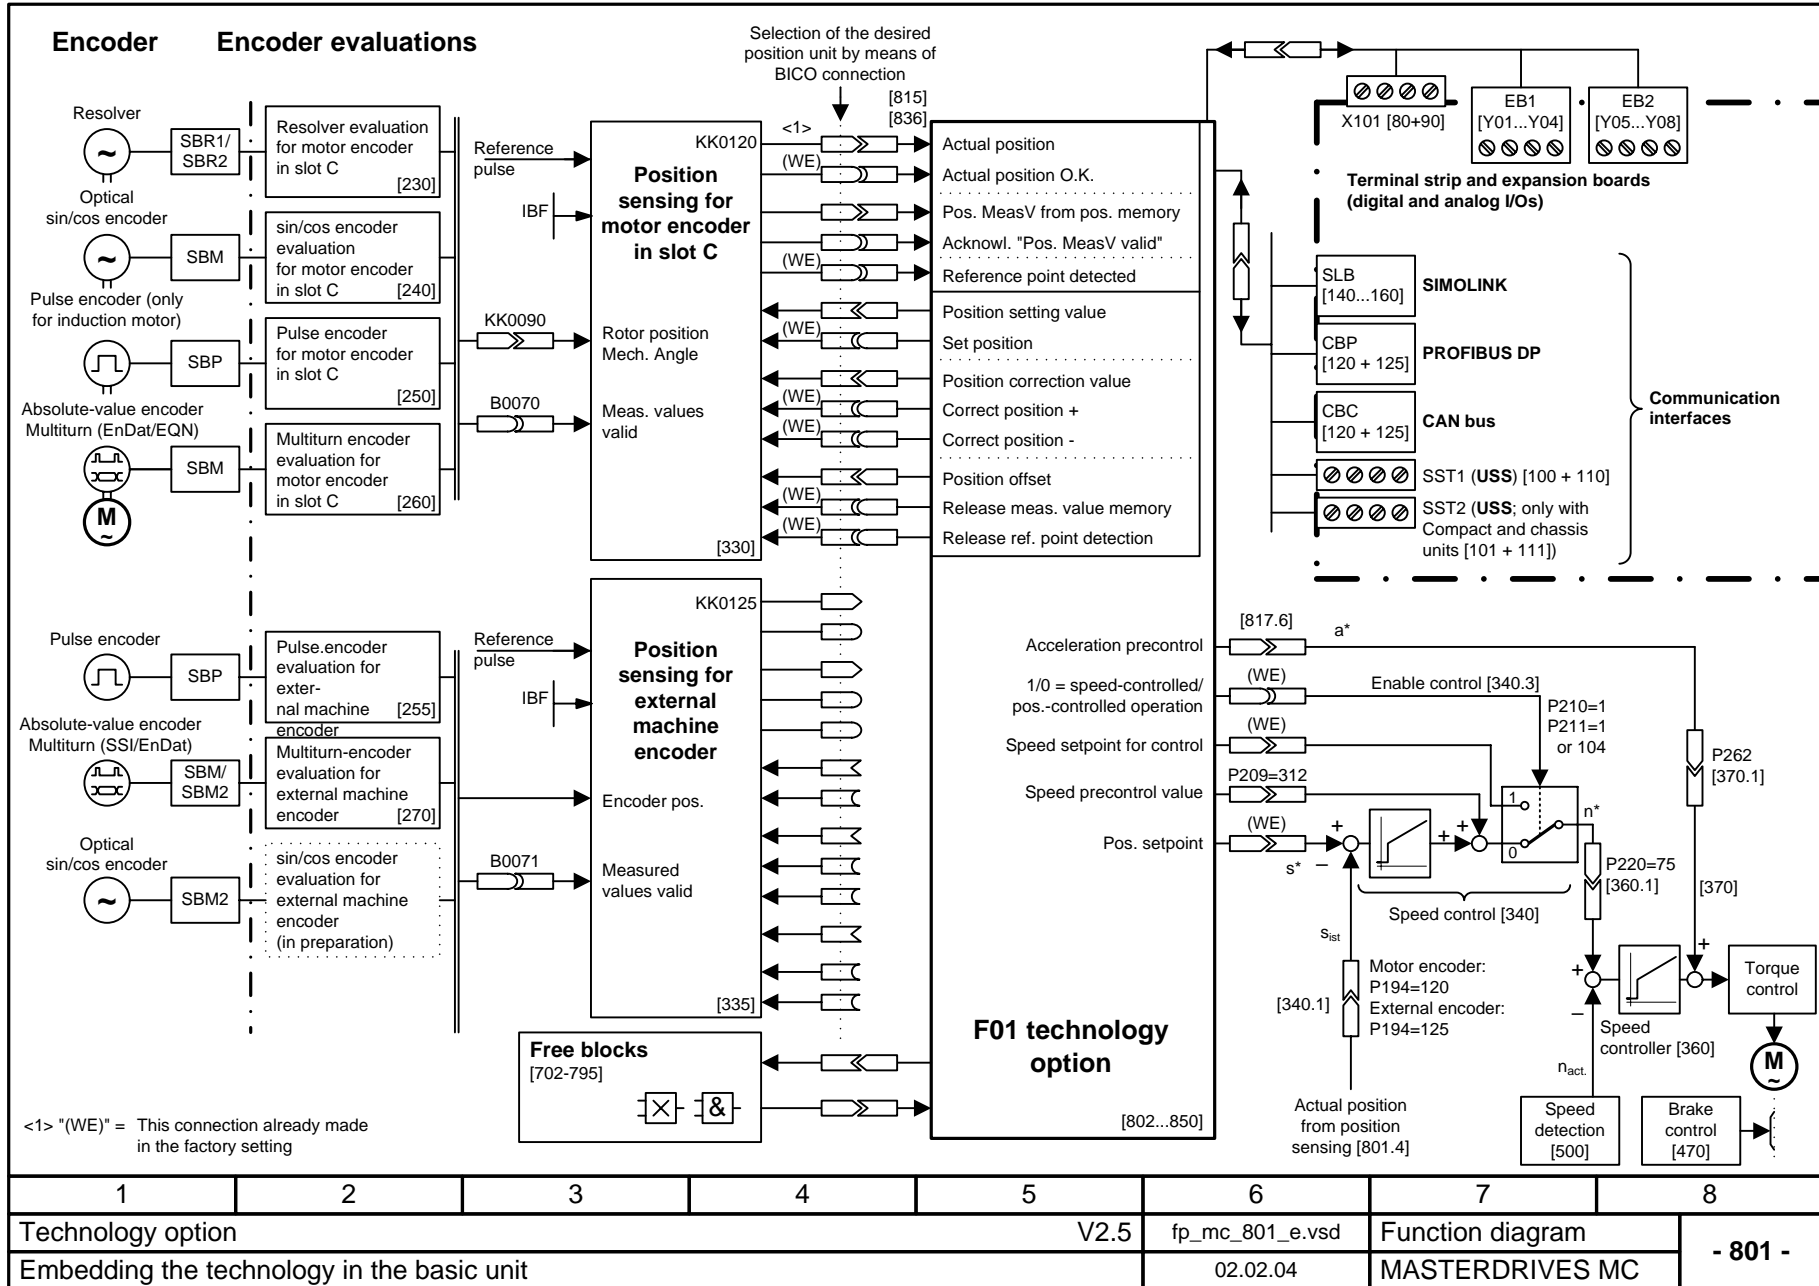 Encoder
Encoder evaluations
Selection of the desired
position unit by means of
BICO connection
[815]
[836]
Resolver
~
SBR1/
SBR2
Resolver evaluation
for motor encoder
in slot C
[230]
Optical
sin/cos encoder
~
SBM
sin/cos encoder
evaluation
for motor encoder
in slot C
[240]
Pulse encoder (only
for induction motor)
SBP
Pulse encoder
for motor encoder
in slot C
[250]
Absolute-value encoder
Multiturn (EnDat/EQN)
SBM
Multiturn encoder
evaluation for
motor encoder
in slot C
[260]
M
~
Reference
pulse
IBF
KK0090
B0070
KK0120
Position
sensing for
motor encoder
in slot C
Rotor position
Mech. Angle
Meas. values
valid
[330]
<1>
(WE)
(WE)
(WE)
(WE)
(WE)
(WE)
(WE)
Actual position
Actual position O.K.
Pos. MeasV from pos. memory
Acknowl. "Pos. MeasV valid"
Reference point detected
Position setting value
Set position
Position correction value
Correct position +
Correct position -
Position offset
Release meas. value memory
Release ref. point detection
X101 [80+90]
EB1
[Y01...Y04]
EB2
[Y05...Y08]
Terminal strip and expansion boards
(digital and analog I/Os)
SLB
[140...160]
SIMOLINK
CBP
[120 + 125]
PROFIBUS DP
CBC
[120 + 125]
CAN bus
SST1 (USS) [100 + 110]
SST2 (USS; only with
Compact and chassis
units [101 + 111])
Communication
interfaces
Pulse encoder
SBP
Pulse.encoder
evaluation for
exter-
nal machine
encoder
[255]
Absolute-value encoder
Multiturn (SSI/EnDat)
SBM/
SBM2
Multiturn-encoder
evaluation for
external machine
encoder
[270]
Optical
sin/cos encoder
~
SBM2
sin/cos encoder
evaluation for
external machine
encoder
(in preparation)
Reference
pulse
IBF
B0071
KK0125
Position
sensing for
external
machine
encoder
Encoder pos.
Measured
values valid
[335]
Free blocks
[702-795]
&
Acceleration precontrol
1/0 = speed-controlled/
pos.-controlled operation
Speed setpoint for control
Speed precontrol value
Pos. setpoint
F01 technology
option
[802...850]
[817.6]
a*
(WE)
Enable control [340.3]
(WE)
P209=312
(WE)
s*
+
–
+
+
P210=1
P211=1
or 104
1
0
n*
P262
[370.1]
P220=75
[360.1]
[370]
Speed control [340]
s ist
[340.1]
Motor encoder:
P194=120
External encoder:
P194=125
Actual position
from position
sensing [801.4]
+
–
+
n act.
Speed
controller [360]
Torque
control
M
~
Speed
detection
[500]
Brake
control
[470]
<1> "(WE)" = This connection already made
in the factory setting
1 2 3 4 5 6 7 8
Technology option V2.5 fp_mc_801_e.vsd Function diagram
- 801 -
Embedding the technology in the basic unit 02.02.04 MASTERDRIVES MC